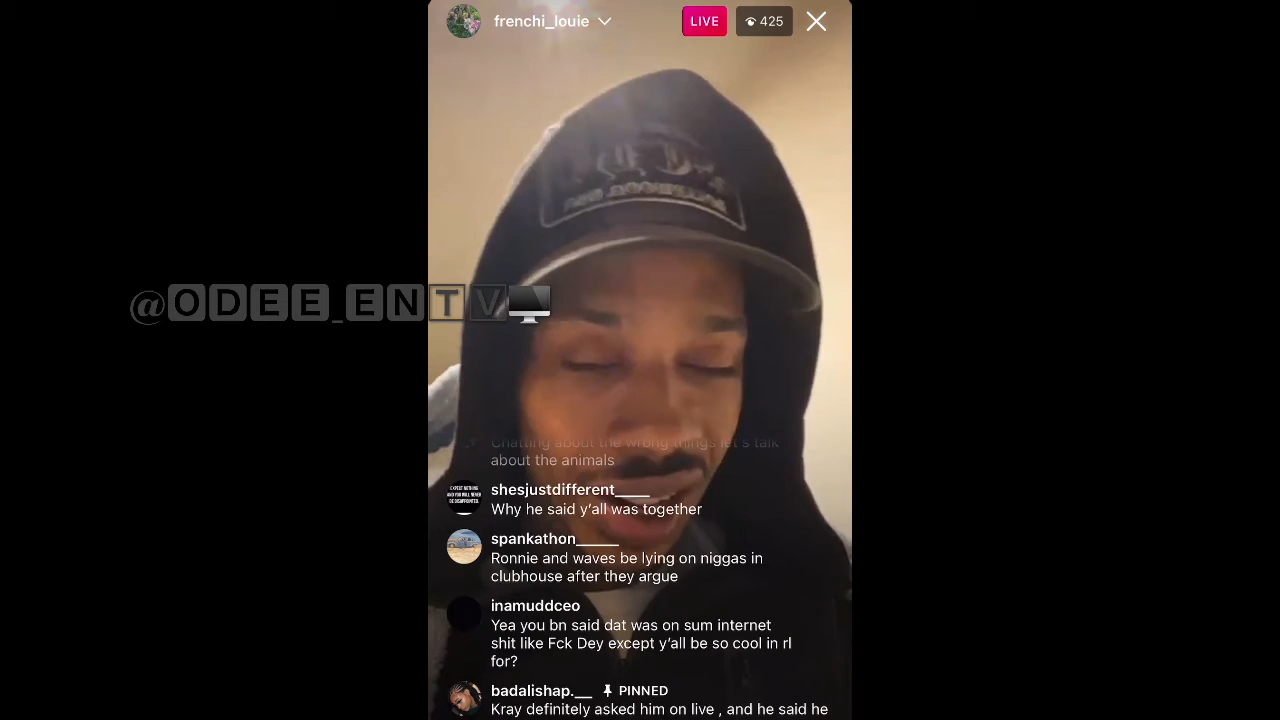 frenchi_louie
LIVE
425
@ODEE_ENTV
Chatting about the wrong things let's talk
about the animals
shesjustdifferent____
Why he said y'all was together
spankathon_____
Ronnie and waves be lying on niggas in
clubhouse after they argue
inamuddceo
Yea you bn said dat was on sum internet
shit like Fck Dey except y'all be so cool in rl
for?
badalishap.__ PINNED
Kray definitely asked him on live , and he said he